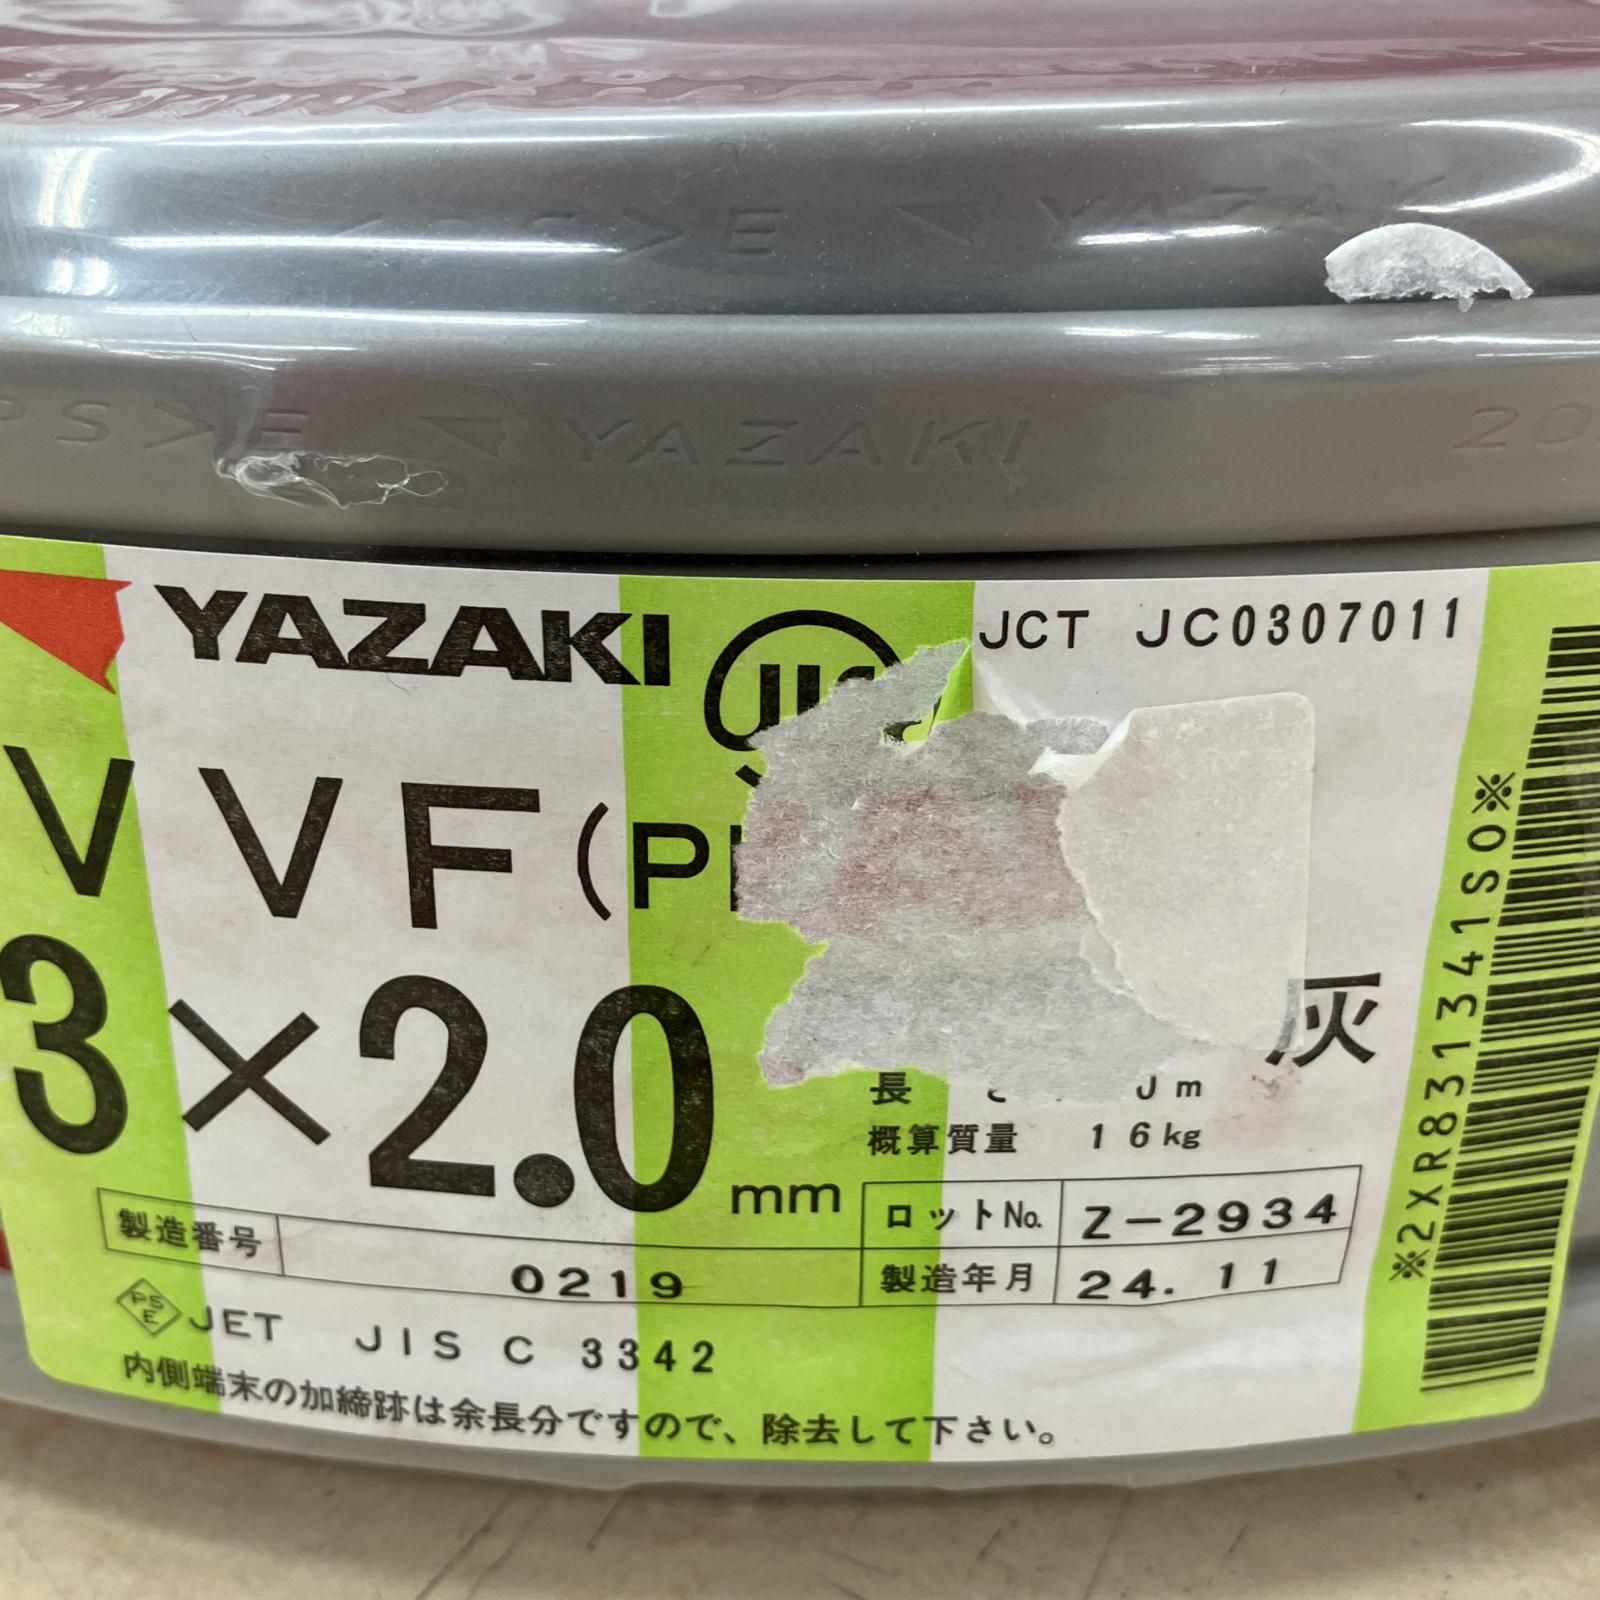 YAZAKI
PS>E YAZAKI
YAZAKI
JCT JC0307011
VVF(P
3×2.0mm
灰
長 m
概算質量 16kg
ロットNo. Z-2934
製造番号 0219
製造年月 24.11
PSE JET JIS C 3342
内側端末の加締跡は余長分ですので、除去して下さい。
※2XR831341S0※